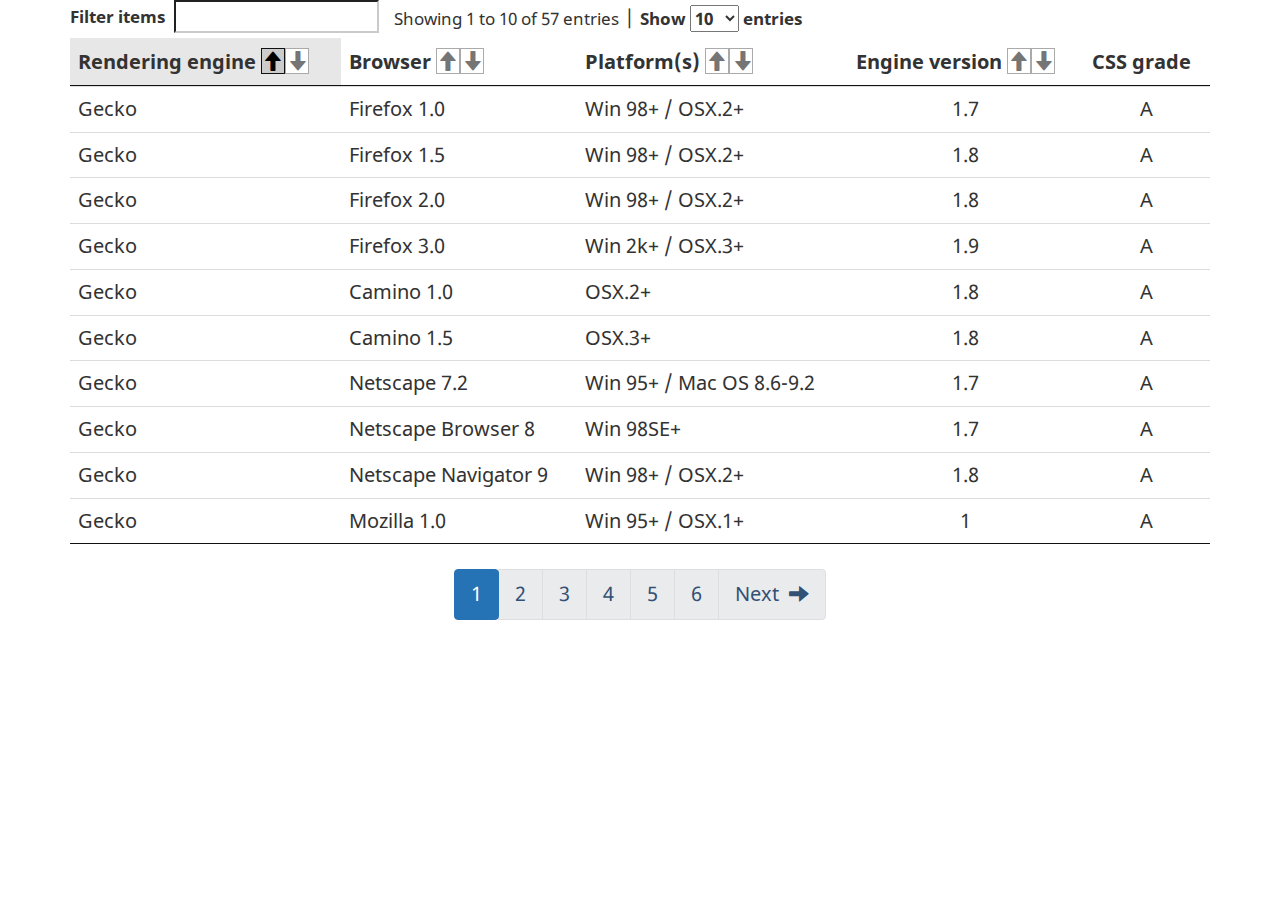 Filter items Showing 1 to 10 of 57 entries | Show 10 entries
Rendering engine Browser Platform(s) Engine version CSS grade
Gecko Firefox 1.0 Win 98+ / OSX.2+ 1.7 A
Gecko Firefox 1.5 Win 98+ / OSX.2+ 1.8 A
Gecko Firefox 2.0 Win 98+ / OSX.2+ 1.8 A
Gecko Firefox 3.0 Win 2k+ / OSX.3+ 1.9 A
Gecko Camino 1.0 OSX.2+ 1.8 A
Gecko Camino 1.5 OSX.3+ 1.8 A
Gecko Netscape 7.2 Win 95+ / Mac OS 8.6-9.2 1.7 A
Gecko Netscape Browser 8 Win 98SE+ 1.7 A
Gecko Netscape Navigator 9 Win 98+ / OSX.2+ 1.8 A
Gecko Mozilla 1.0 Win 95+ / OSX.1+ 1 A
1 2 3 4 5 6 Next